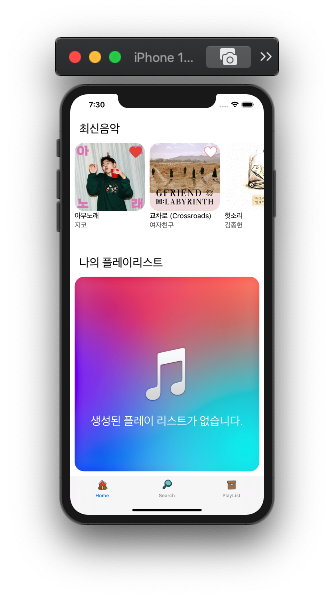 iPhone 1...
7:30
최신음악
아
노 래
GFRIEND 回
:LABYRINTH
아무노래
지코
교차로 (Crossroads)
여자친구
헛소리
김종현
나의 플레이리스트
생성된 플레이 리스트가 없습니다.
Home
Search
PlayList